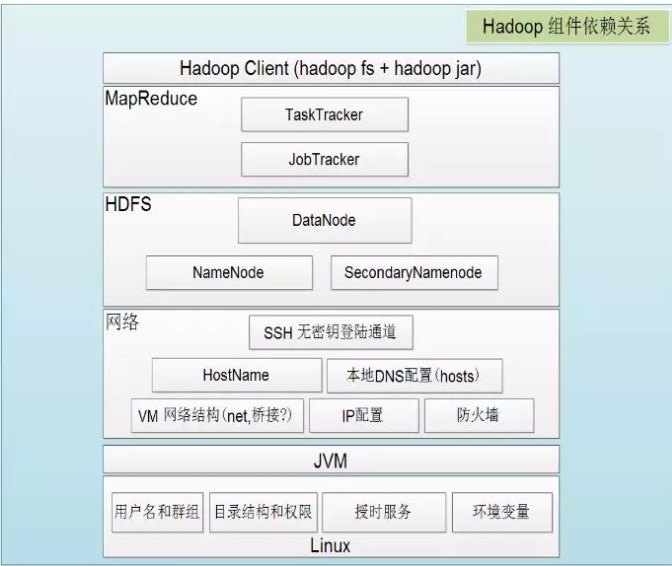 Hadoop 组件依赖关系
Hadoop Client (hadoop fs + hadoop jar)
MapReduce
TaskTracker
JobTracker
HDFS
DataNode
NameNode
SecondaryNamenode
网络
SSH 无密钥登陆通道
HostName
本地DNS配置(hosts)
VM 网络结构(net,桥接?)
IP配置
防火墙
JVM
用户名和群组
目录结构和权限
授时服务
环境变量
Linux